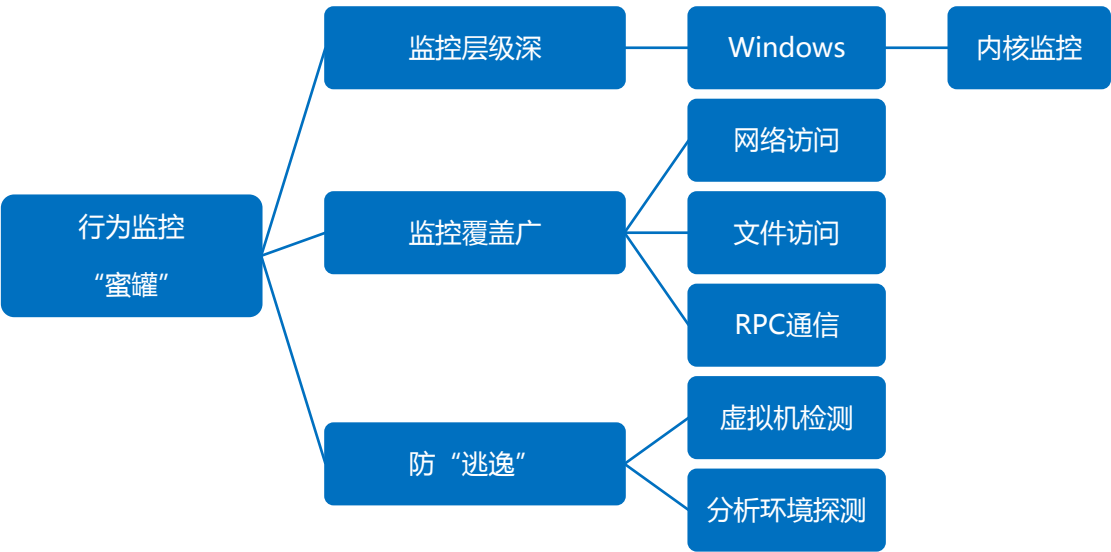 监控层级深
Windows
内核监控
网络访问
行为监控
“蜜罐”
监控覆盖广
文件访问
RPC通信
虚拟机检测
防“逃逸”
分析环境探测